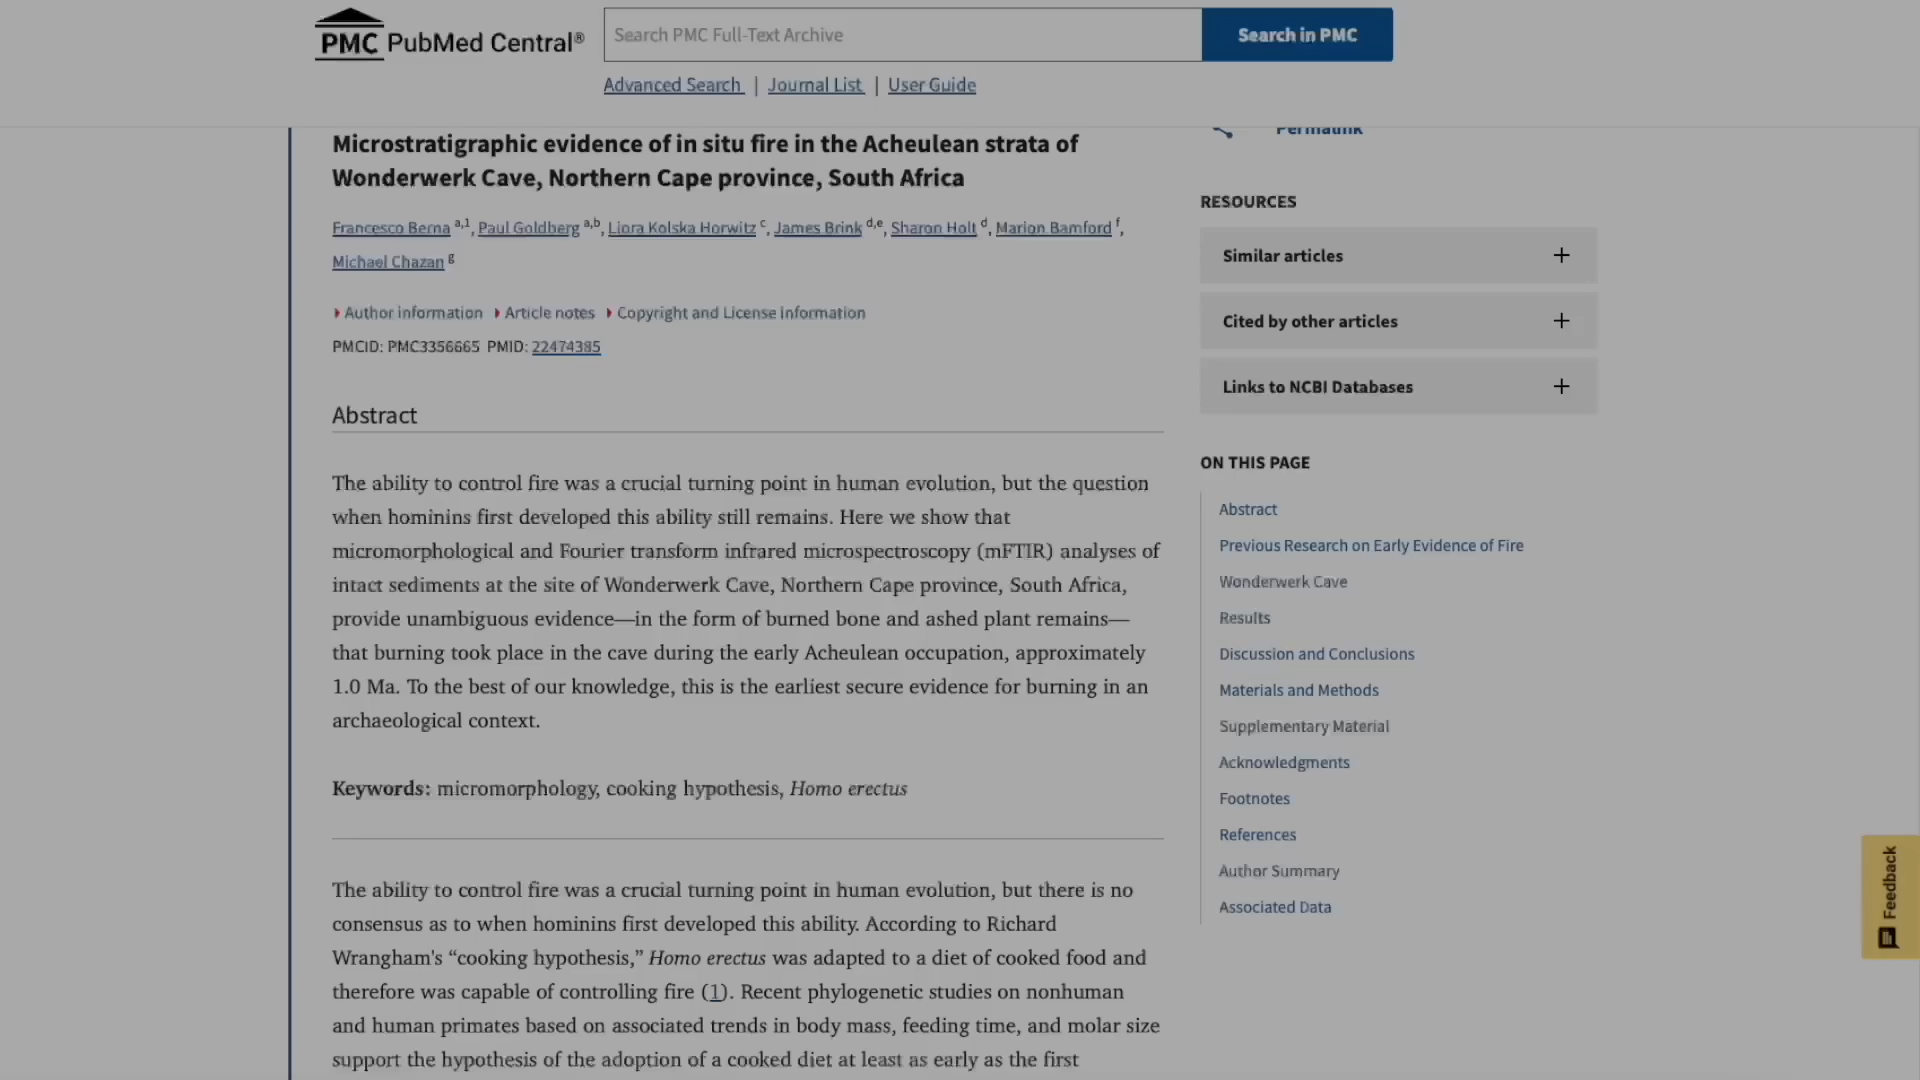 PMC PubMed Central®
Search PMC Full-Text Archive
Search in PMC
Advanced Search | Journal List | User Guide
Microstratigraphic evidence of in situ fire in the Acheulean strata of
Wonderwerk Cave, Northern Cape province, South Africa
Francesco Berna a,1, Paul Goldberg a,b, Liora Kolska Horwitz c, James Brink d,e, Sharon Holt d, Marion Bamford f,
Michael Chazan g
Author information Article notes Copyright and License information
PMCID: PMC3356665 PMID: 22474385
Abstract
The ability to control fire was a crucial turning point in human evolution, but the question
when hominins first developed this ability still remains. Here we show that
micromorphological and Fourier transform infrared microspectroscopy (mFTIR) analyses of
intact sediments at the site of Wonderwerk Cave, Northern Cape province, South Africa,
provide unambiguous evidence—in the form of burned bone and ashed plant remains—
that burning took place in the cave during the early Acheulean occupation, approximately
1.0 Ma. To the best of our knowledge, this is the earliest secure evidence for burning in an
archaeological context.
Keywords: micromorphology, cooking hypothesis, Homo erectus
The ability to control fire was a crucial turning point in human evolution, but there is no
consensus as to when hominins first developed this ability. According to Richard
Wrangham's “cooking hypothesis,” Homo erectus was adapted to a diet of cooked food and
therefore was capable of controlling fire (1). Recent phylogenetic studies on nonhuman
and human primates based on associated trends in body mass, feeding time, and molar size
support the hypothesis of the adoption of a cooked diet at least as early as the first
Permalink
RESOURCES
Similar articles
Cited by other articles
Links to NCBI Databases
ON THIS PAGE
Abstract
Previous Research on Early Evidence of Fire
Wonderwerk Cave
Results
Discussion and Conclusions
Materials and Methods
Supplementary Material
Acknowledgments
Footnotes
References
Author Summary
Associated Data
Feedback